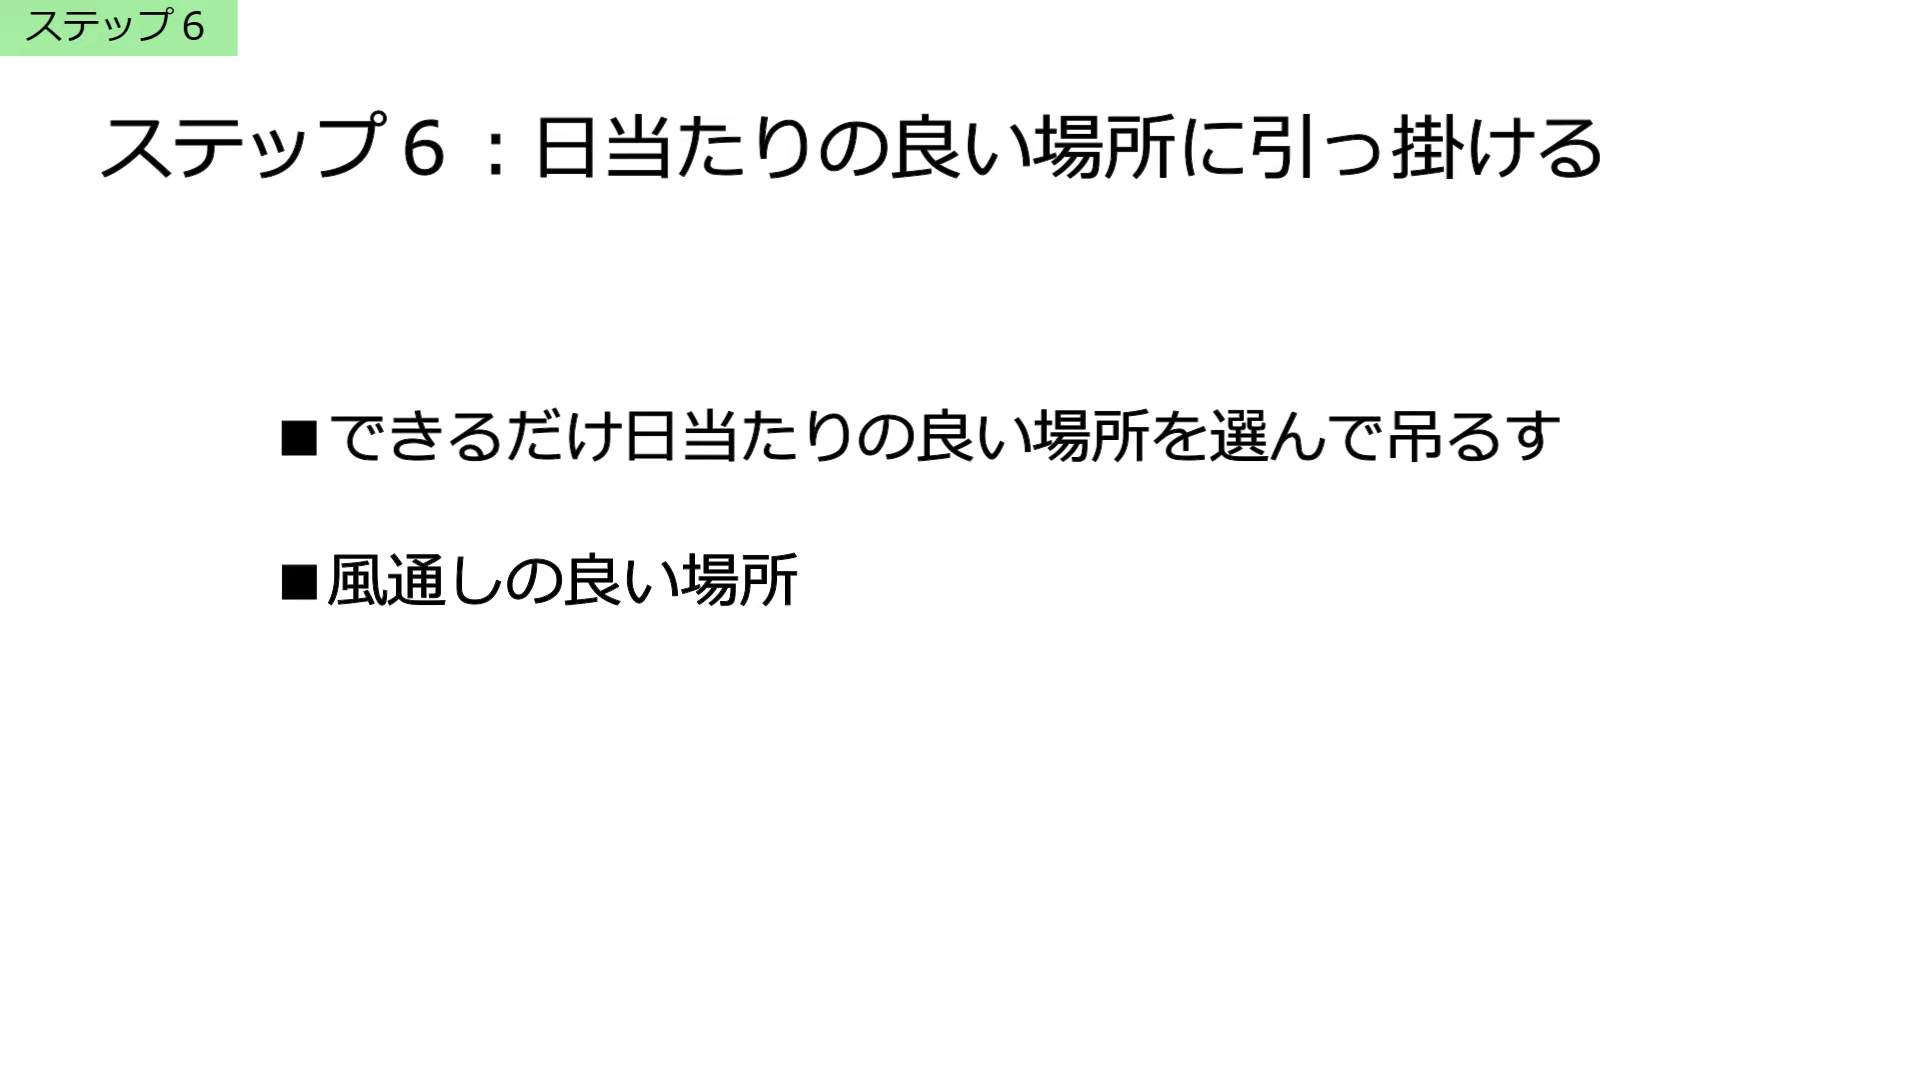 ステップ６
ステップ６：日当たりの良い場所に引っ掛ける
■できるだけ日当たりの良い場所を選んで吊るす
■風通しの良い場所